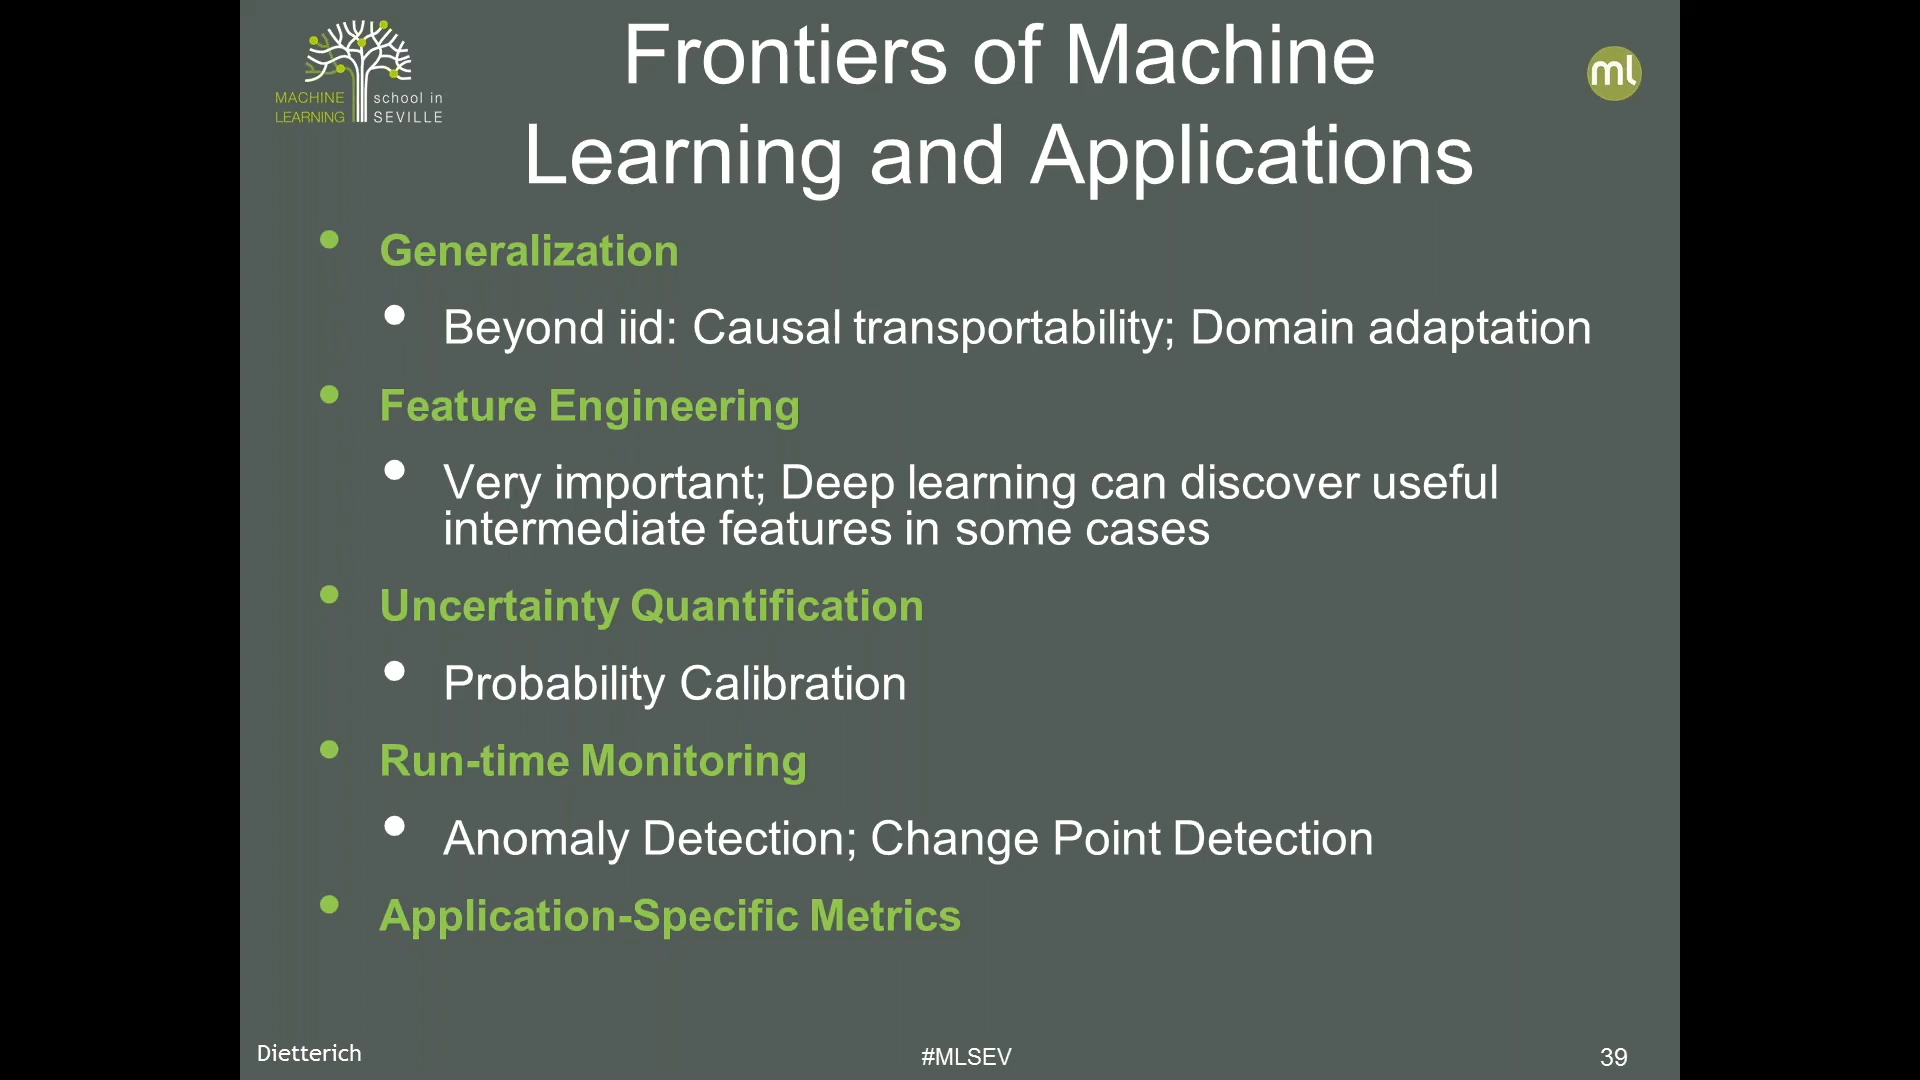 MACHINE school in
LEARNING SEVILLE
ml
Frontiers of Machine
Learning and Applications
• Generalization
• Beyond iid: Causal transportability; Domain adaptation
• Feature Engineering
• Very important; Deep learning can discover useful
intermediate features in some cases
• Uncertainty Quantification
• Probability Calibration
• Run-time Monitoring
• Anomaly Detection; Change Point Detection
• Application-Specific Metrics
Dietterich
#MLSEV
39